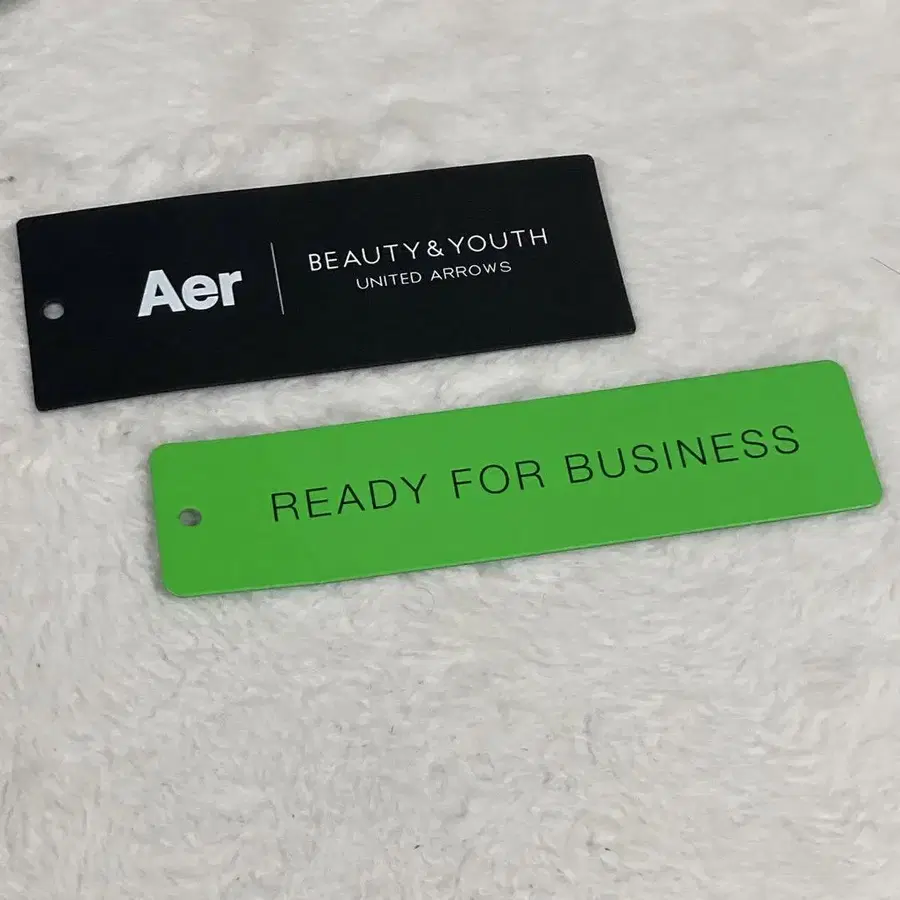 Aer
BEAUTY&YOUTH
UNITED ARROWS
READY FOR BUSINESS